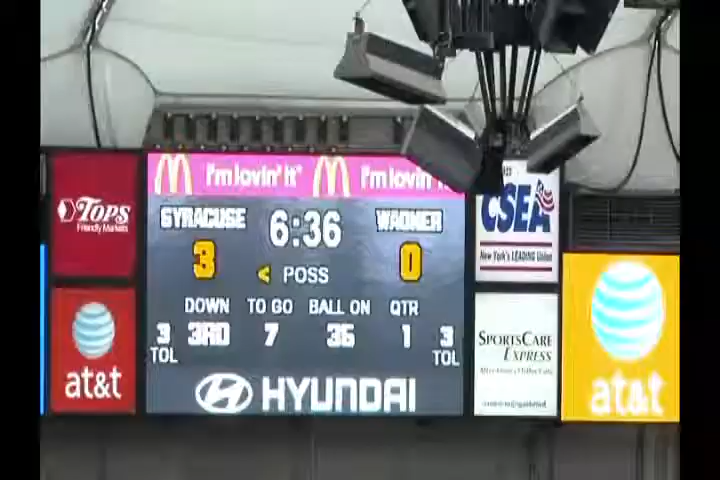 i'm lovin' it® i'm lovin' it
Tops
Friendly Markets
SYRACUSE 6:36 WAGNER
3 < POSS 0
DOWN TO GO BALL ON QTR
3 3RD 7 36 1 3
TOL TOL
HYUNDAI
at&t
CSEA
New York's LEADING Union
SPORTSCARE
EXPRESS
at&t